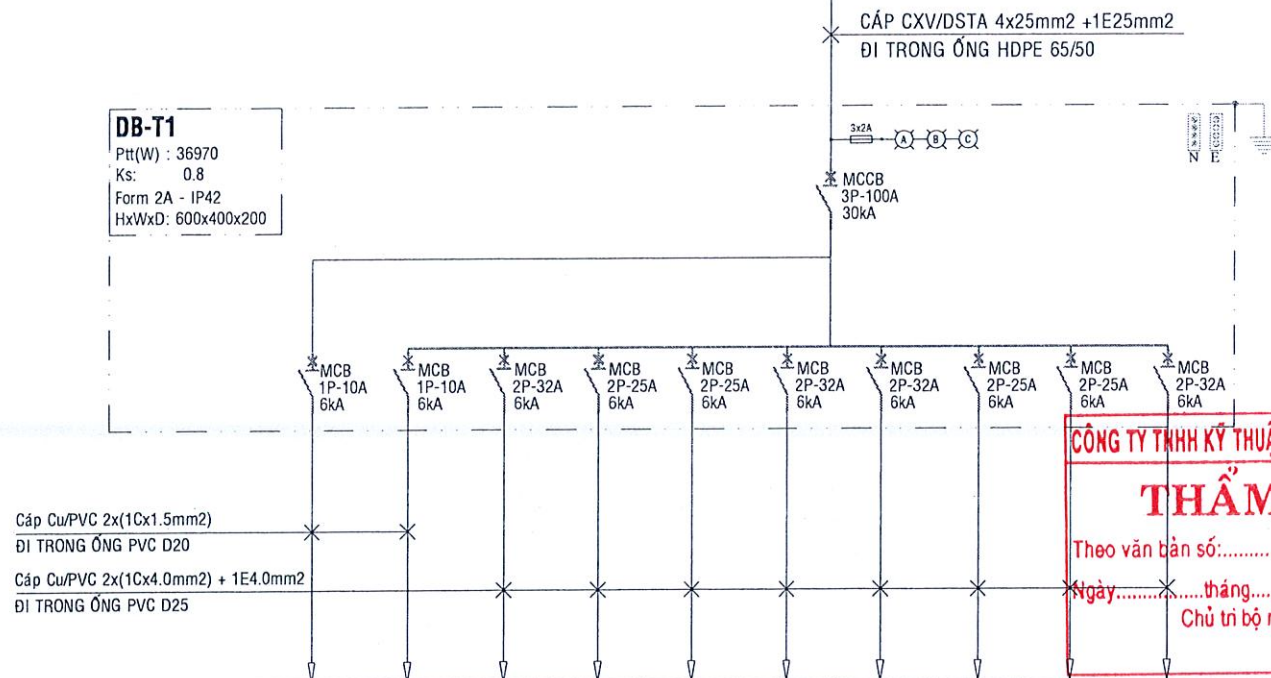 CÁP CXV/DSTA 4x25mm2 +1E25mm2
ĐI TRONG ỐNG HDPE 65/50
DB-T1
Ptt(W) : 36970
Ks: 0.8
Form 2A - IP42
HxWxD: 600x400x200
3x2A
A B C
N E
MCCB
3P-100A
30kA
MCB
1P-10A
6kA
MCB
1P-10A
6kA
MCB
2P-32A
6kA
MCB
2P-25A
6kA
MCB
2P-25A
6kA
MCB
2P-32A
6kA
MCB
2P-32A
6kA
MCB
2P-25A
6kA
MCB
2P-25A
6kA
MCB
2P-32A
6kA
Cáp Cu/PVC 2x(1Cx1.5mm2)
ĐI TRONG ỐNG PVC D20
Cáp Cu/PVC 2x(1Cx4.0mm2) + 1E4.0mm2
ĐI TRONG ỐNG PVC D25
CÔNG TY TNHH KỸ
THẨM
Theo văn bản số:.........
Ngày...............tháng....
Chủ trì bộ